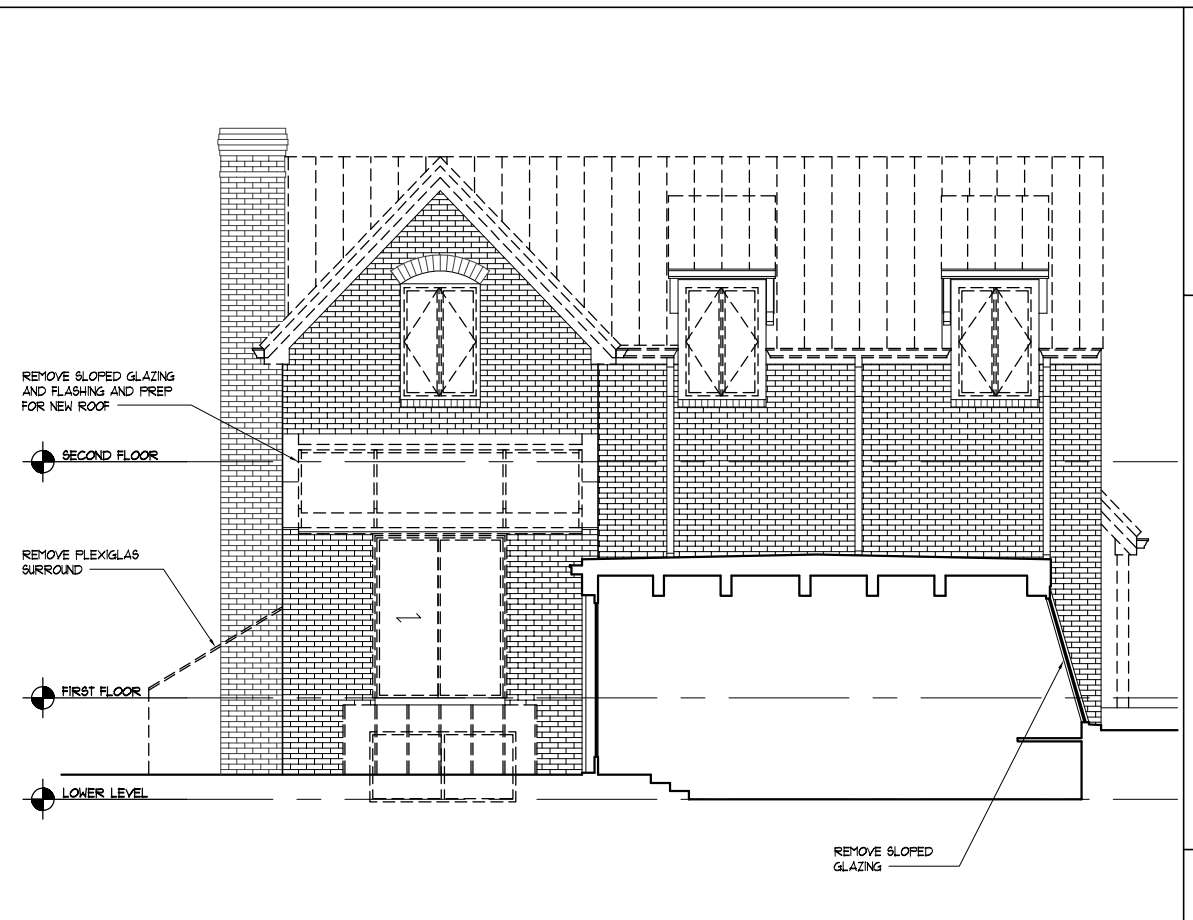 REMOVE SLOPED GLAZING
AND FLASHING AND PREP
FOR NEW ROOF
SECOND FLOOR
REMOVE PLEXIGLAS
SURROUND
1
FIRST FLOOR
LOWER LEVEL
REMOVE SLOPED
GLAZING